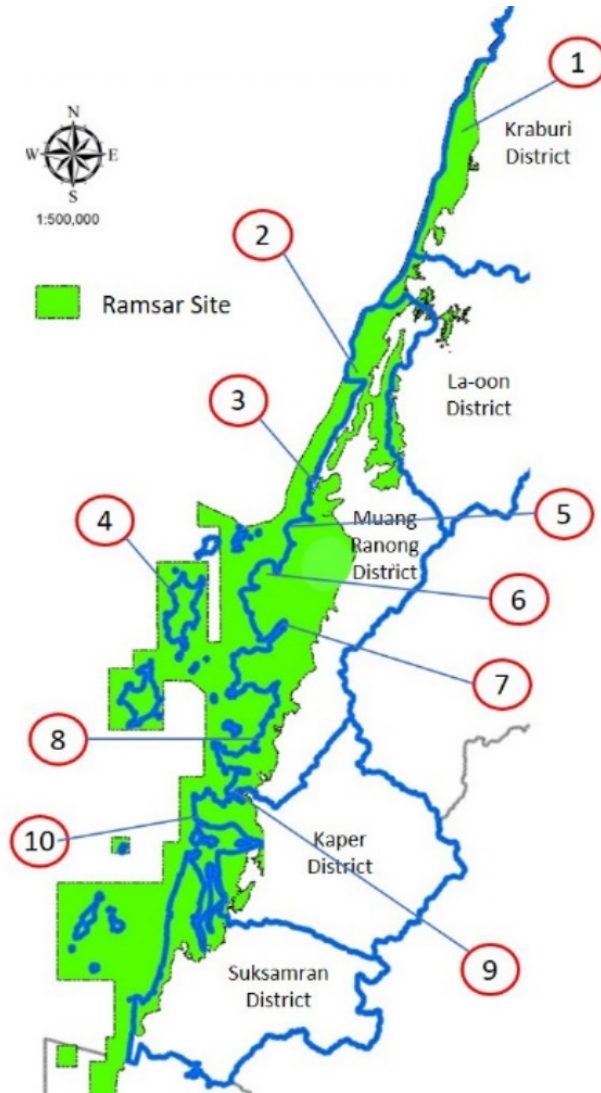 1
Kraburi
District
N
W
E
S
1:500,000
2
Ramsar Site
La-oon
District
3
4
Muang
Ranong
District
5
6
7
8
10
Kaper
District
9
Suksamran
District